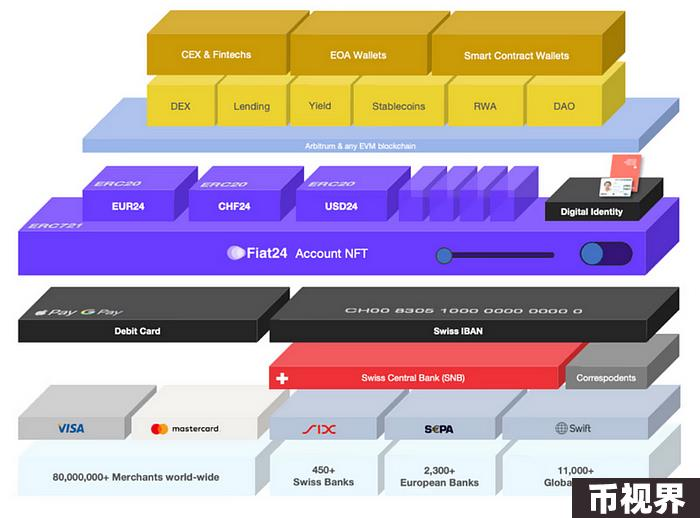 CEX & Fintechs
EOA Wallets
Smart Contract Wallets
DEX
Lending
Yield
Stablecoins
RWA
DAO
Arbitrum & any EVM blockchain
ERC20
ERC20
ERC20
EUR24
CHF24
USD24
Digital Identity
ERC721
Fiat24 Account NFT
Pay G Pay
CH00 8305 1000 0000 0000 0
Debit Card
Swiss IBAN
Swiss Central Bank (SNB)
Correspodents
VISA
mastercard
SIX
SEPA
Swift
80,000,000+ Merchants world-wide
450+
Swiss Banks
2,300+
European Banks
11,000+
Globa
币视界